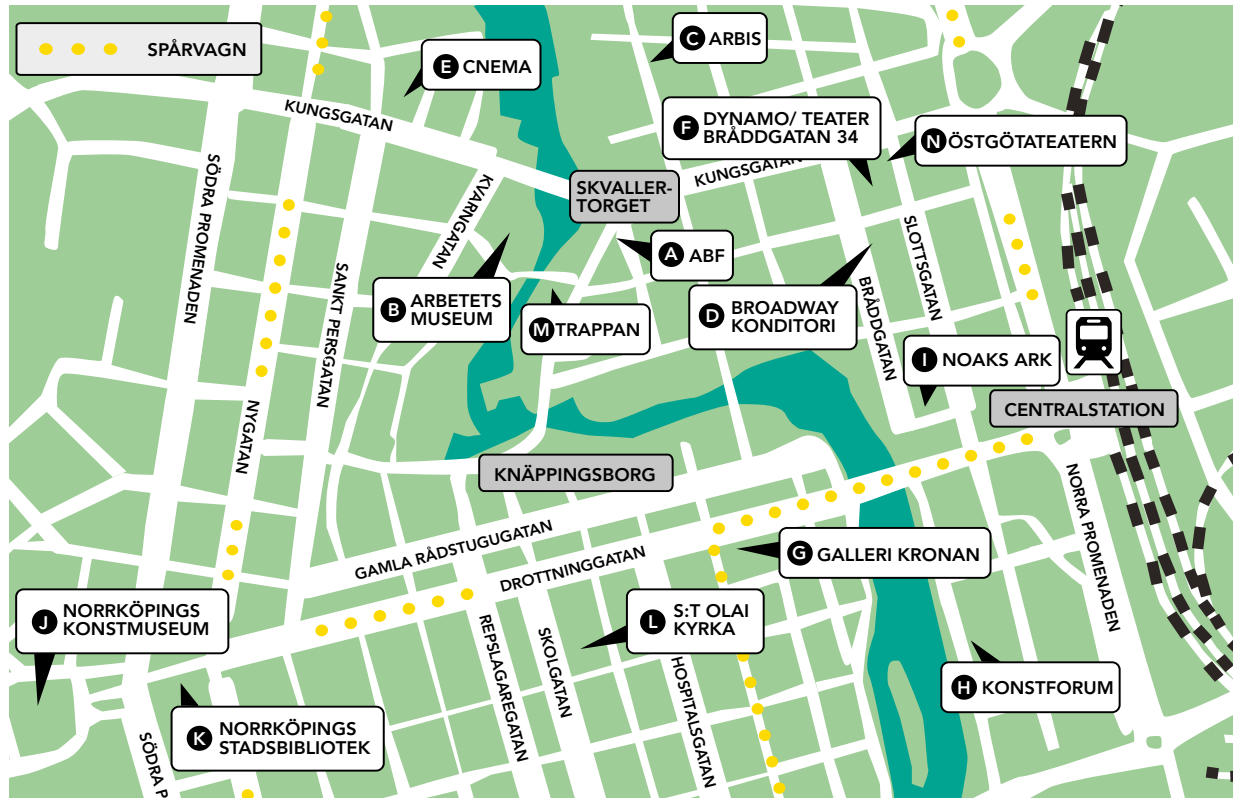 SPÅRVAGN
E CNEMA
C ARBIS
F DYNAMO/ TEATER
BRÅDDGATAN 34
N ÖSTGÖTATEATERN
KUNGSGATAN
KUNGSGATAN
SKVALLER-
TORGET
SÖDRA PROMENADEN
KVARNGATAN
A ABF
SLOTTSGATAN
SANKT PERSGATAN
B ARBETETS
MUSEUM
M TRAPPAN
D BROADWAY
KONDITORI
BRÅDDGATAN
I NOAKS ARK
CENTRALSTATION
NYGATAN
KNÄPPINGSBORG
NORRA PROMENADEN
GAMLA RÅDSTUGUGATAN
DROTTNINGGATAN
G GALLERI KRONAN
J NORRKÖPINGS
KONSTMUSEUM
L S:T OLAI
KYRKA
REPSLAGAREGATAN
SKOLGATAN
HOSPITALSGATAN
H KONSTFORUM
K NORRKÖPINGS
STADSBIBLIOTEK
SÖDRA P